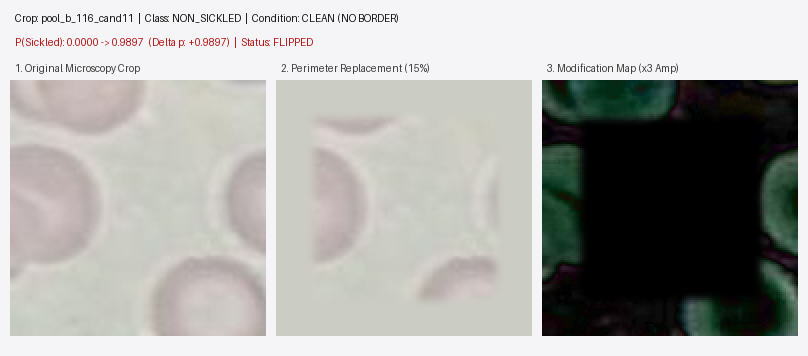 Crop: pool_b_116_cand11 | Class: NON_SICKLED | Condition: CLEAN (NO BORDER)
P(Sickled): 0.0000 -> 0.9897 (Delta p: +0.9897) | Status: FLIPPED
1. Original Microscopy Crop
2. Perimeter Replacement (15%)
3. Modification Map (x3 Amp)